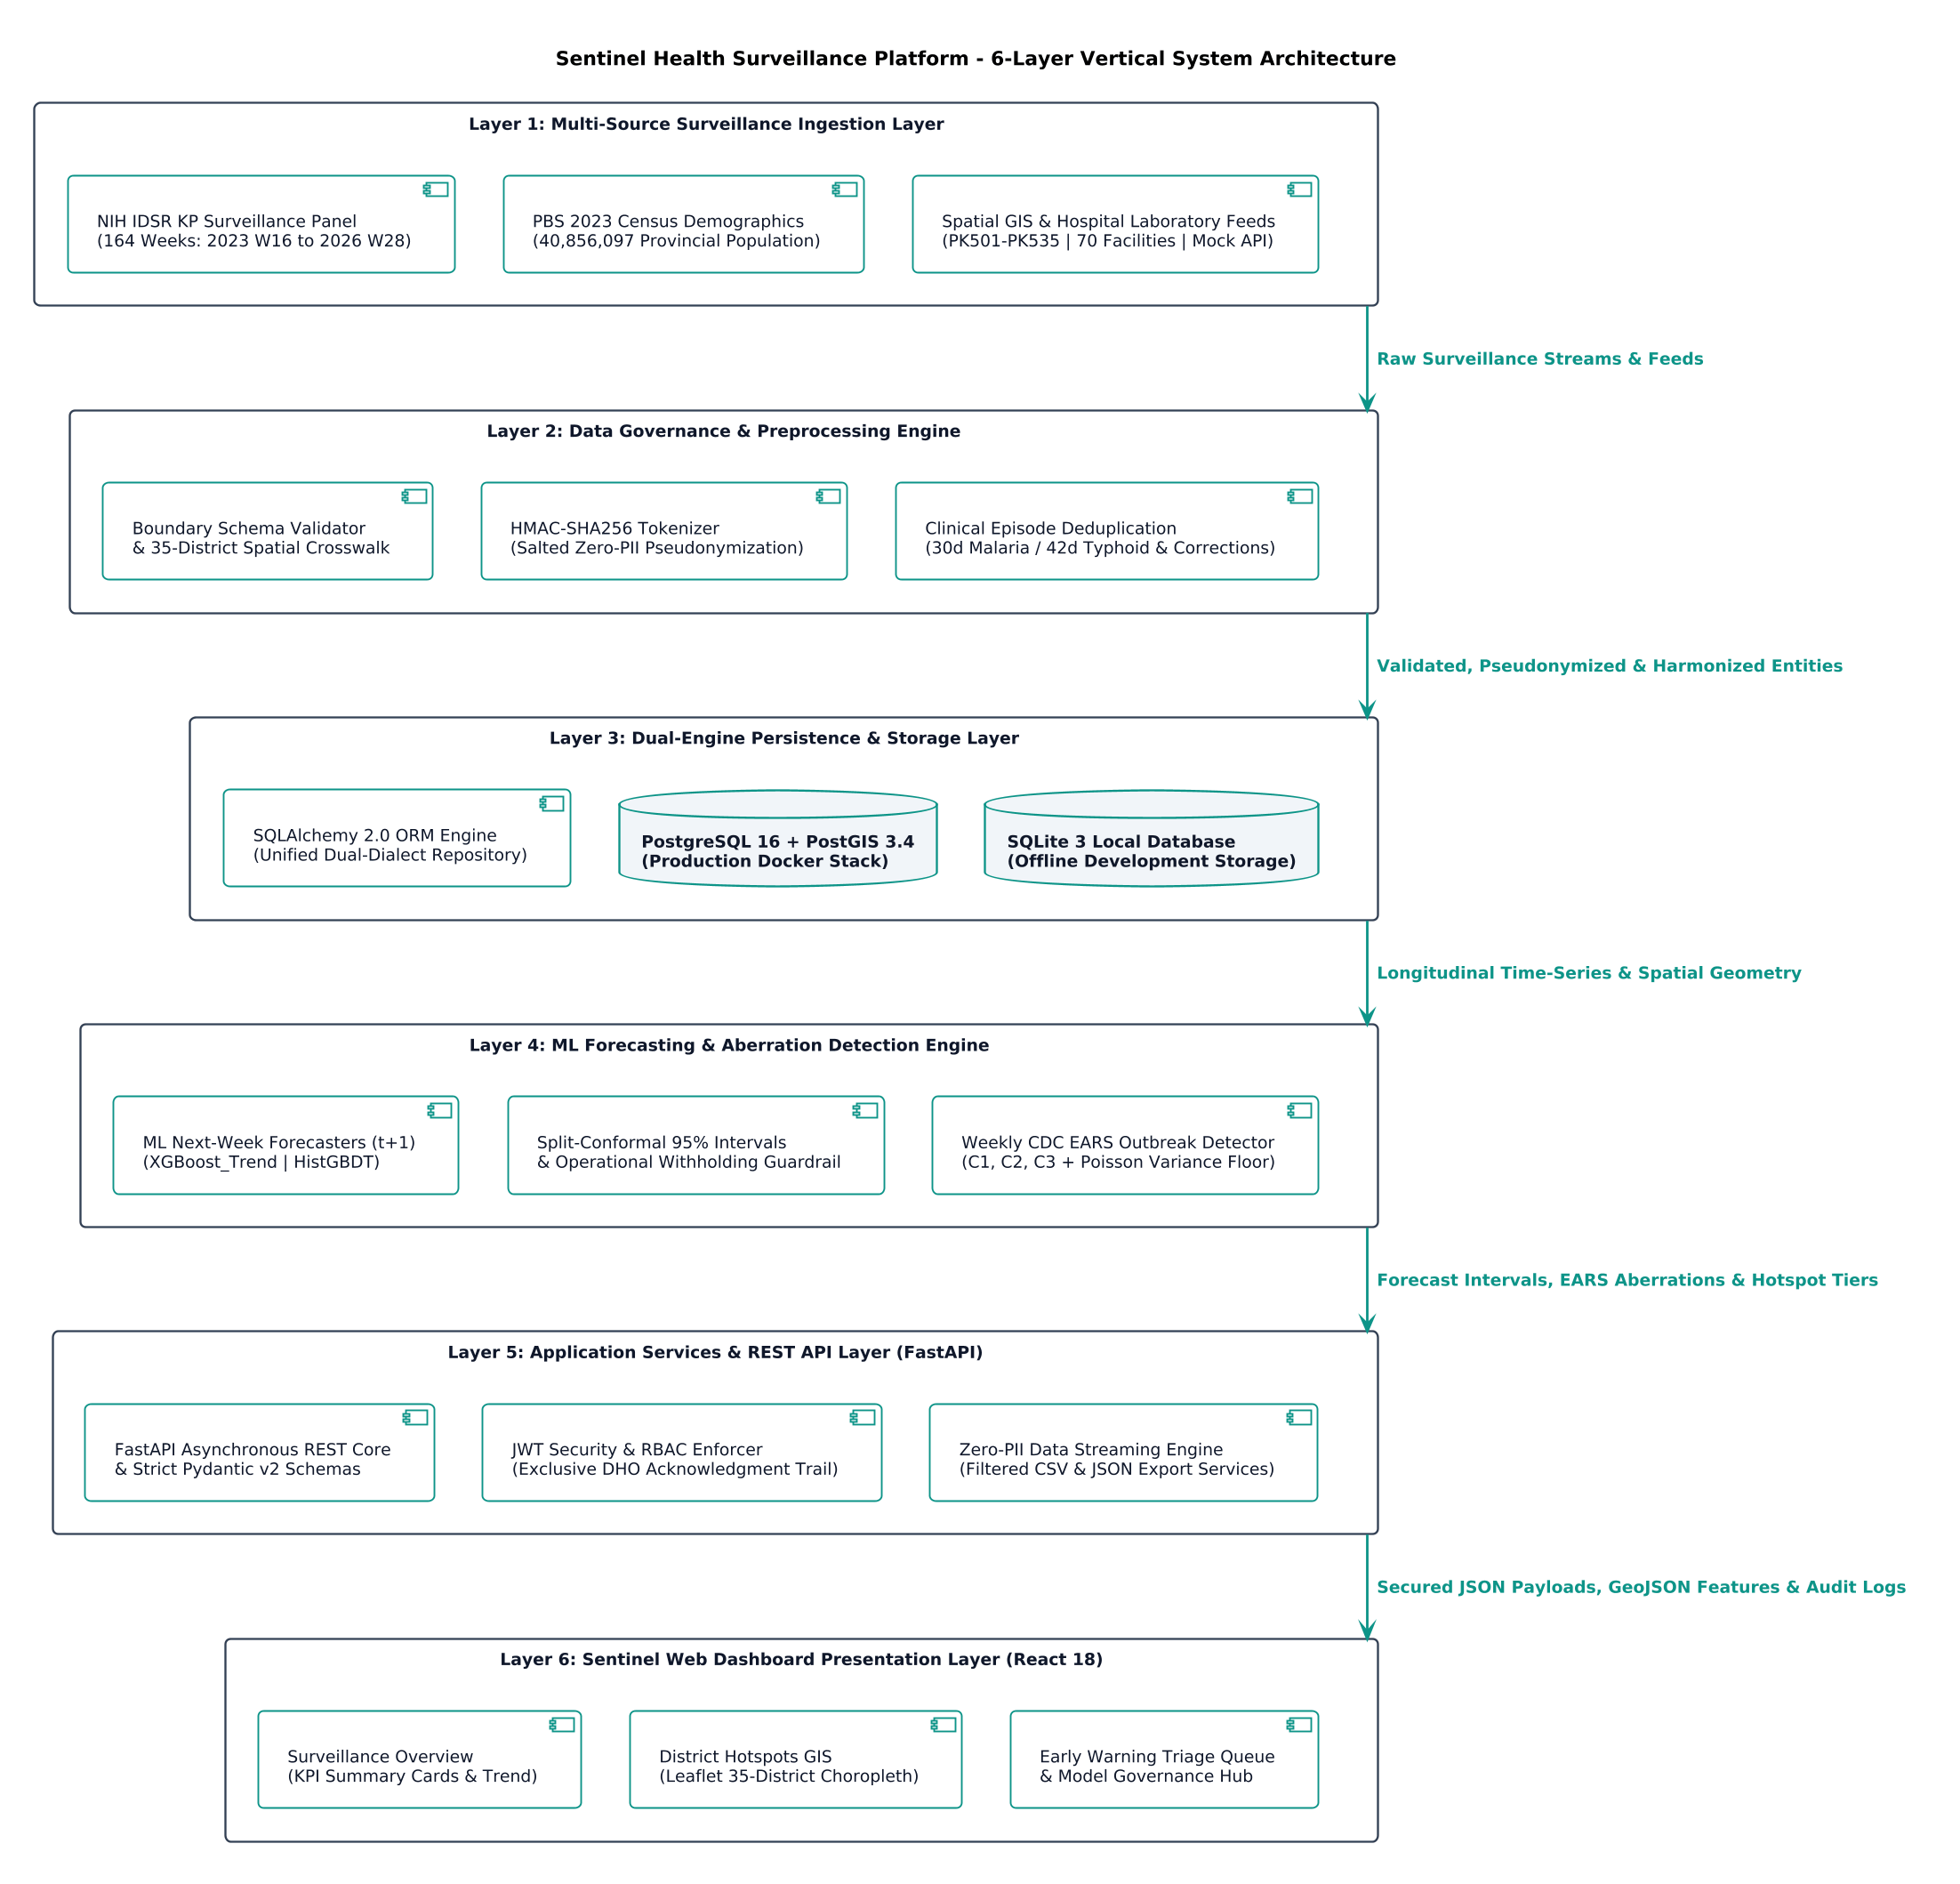 Sentinel Health Surveillance Platform - 6-Layer Vertical System Architecture
Layer 1: Multi-Source Surveillance Ingestion Layer
NIH IDSR KP Surveillance Panel
(164 Weeks: 2023 W16 to 2026 W28)
PBS 2023 Census Demographics
(40,856,097 Provincial Population)
Spatial GIS & Hospital Laboratory Feeds
(PK501-PK535 | 70 Facilities | Mock API)
Raw Surveillance Streams & Feeds
Layer 2: Data Governance & Preprocessing Engine
Boundary Schema Validator
& 35-District Spatial Crosswalk
HMAC-SHA256 Tokenizer
(Salted Zero-PII Pseudonymization)
Clinical Episode Deduplication
(30d Malaria / 42d Typhoid & Corrections)
Validated, Pseudonymized & Harmonized Entities
Layer 3: Dual-Engine Persistence & Storage Layer
SQLAlchemy 2.0 ORM Engine
(Unified Dual-Dialect Repository)
PostgreSQL 16 + PostGIS 3.4
(Production Docker Stack)
SQLite 3 Local Database
(Offline Development Storage)
Longitudinal Time-Series & Spatial Geometry
Layer 4: ML Forecasting & Aberration Detection Engine
ML Next-Week Forecasters (t+1)
(XGBoost_Trend | HistGBDT)
Split-Conformal 95% Intervals
& Operational Withholding Guardrail
Weekly CDC EARS Outbreak Detector
(C1, C2, C3 + Poisson Variance Floor)
Forecast Intervals, EARS Aberrations & Hotspot Tiers
Layer 5: Application Services & REST API Layer (FastAPI)
FastAPI Asynchronous REST Core
& Strict Pydantic v2 Schemas
JWT Security & RBAC Enforcer
(Exclusive DHO Acknowledgment Trail)
Zero-PII Data Streaming Engine
(Filtered CSV & JSON Export Services)
Secured JSON Payloads, GeoJSON Features & Audit Logs
Layer 6: Sentinel Web Dashboard Presentation Layer (React 18)
Surveillance Overview
(KPI Summary Cards & Trend)
District Hotspots GIS
(Leaflet 35-District Choropleth)
Early Warning Triage Queue
& Model Governance Hub